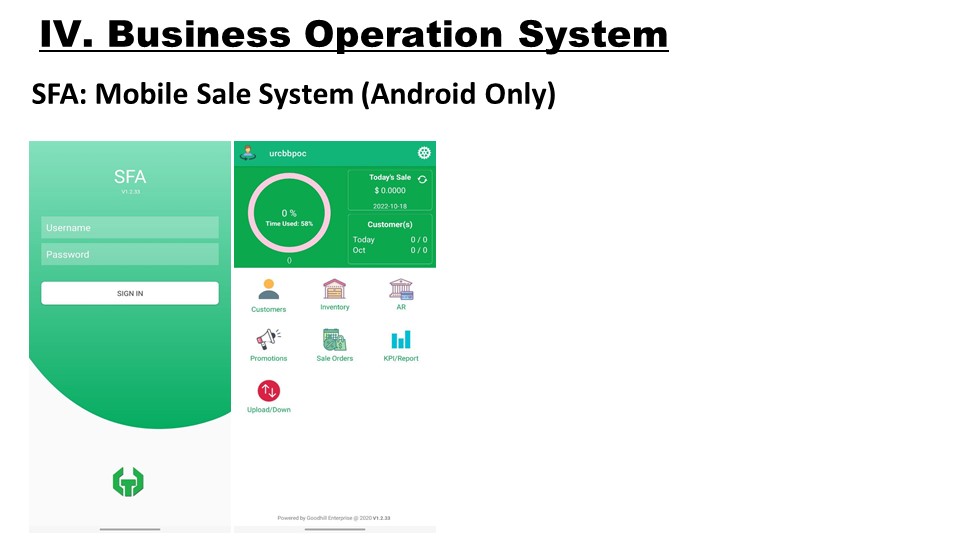 IV. Business Operation System
SFA: Mobile Sale System (Android Only)
SFA
V1.2.33
Username
Password
SIGN IN
urcbbpoc
0 %
Time Used: 58%
()
Today's Sale
$ 0.0000
2022-10-18
Customer(s)
Today 0 / 0
Oct 0 / 0
Customers
Inventory
AR
Promotions
Sale Orders
KPI/Report
Upload/Down
Powered by Goodhill Enterprise @ 2020 V1.2.33